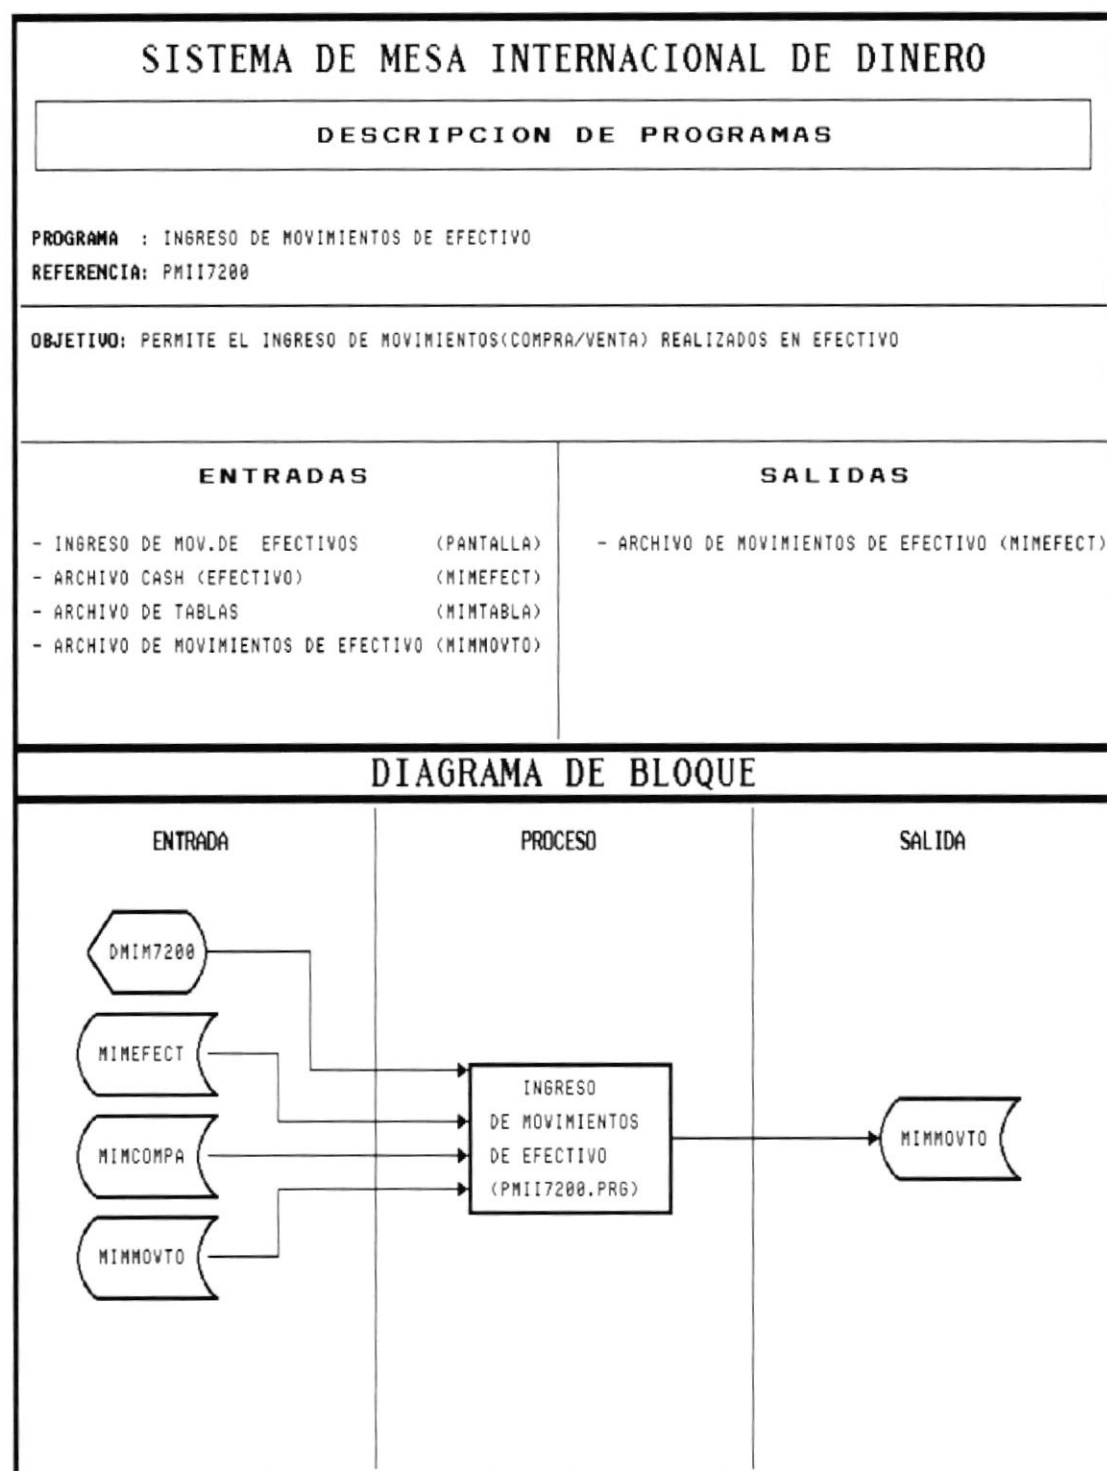 SISTEMA DE MESA INTERNACIONAL DE DINERO
DESCRIPCION DE PROGRAMAS
PROGRAMA : INGRESO DE MOVIMIENTOS DE EFECTIVO
REFERENCIA: PMII7200
OBJETIVO: PERMITE EL INGRESO DE MOVIMIENTOS(COMPRA/VENTA) REALIZADOS EN EFECTIVO
ENTRADAS
- INGRESO DE MOV.DE EFECTIVOS (PANTALLA)
- ARCHIVO CASH (EFECTIVO) (MIMEFECT)
- ARCHIVO DE TABLAS (MIMTABLA)
- ARCHIVO DE MOVIMIENTOS DE EFECTIVO (MIMMOVTO)
SALIDAS
- ARCHIVO DE MOVIMIENTOS DE EFECTIVO (MIMEFECT)
DIAGRAMA DE BLOQUE
ENTRADA
PROCESO
SALIDA
DMIM7200
MIMEFECT
MIMCOMPA
MIMMOVTO
INGRESO
DE MOVIMIENTOS
DE EFECTIVO
(PMII7200.PRG)
MIMMOVTO